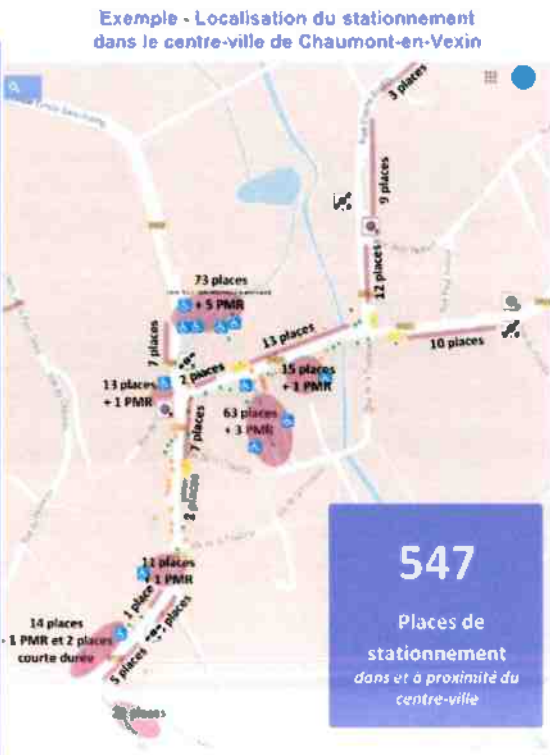 Exemple - Localisation du stationnement
dans le centre-ville de Chaumont-en-Vexin
3 places
9 places
12 places
73 places
+ 5 PMR
7 places
13 places
10 places
2 places
13 places
+ 1 PMR
15 places
+ 1 PMR
63 places
+ 3 PMR
7 places
2 places
11 places
1 PMR
1 place
places
14 places
1 PMR et 2 places
courte durée
5 places
places
547
Places de
stationnement
dans et à proximité du
centre-ville